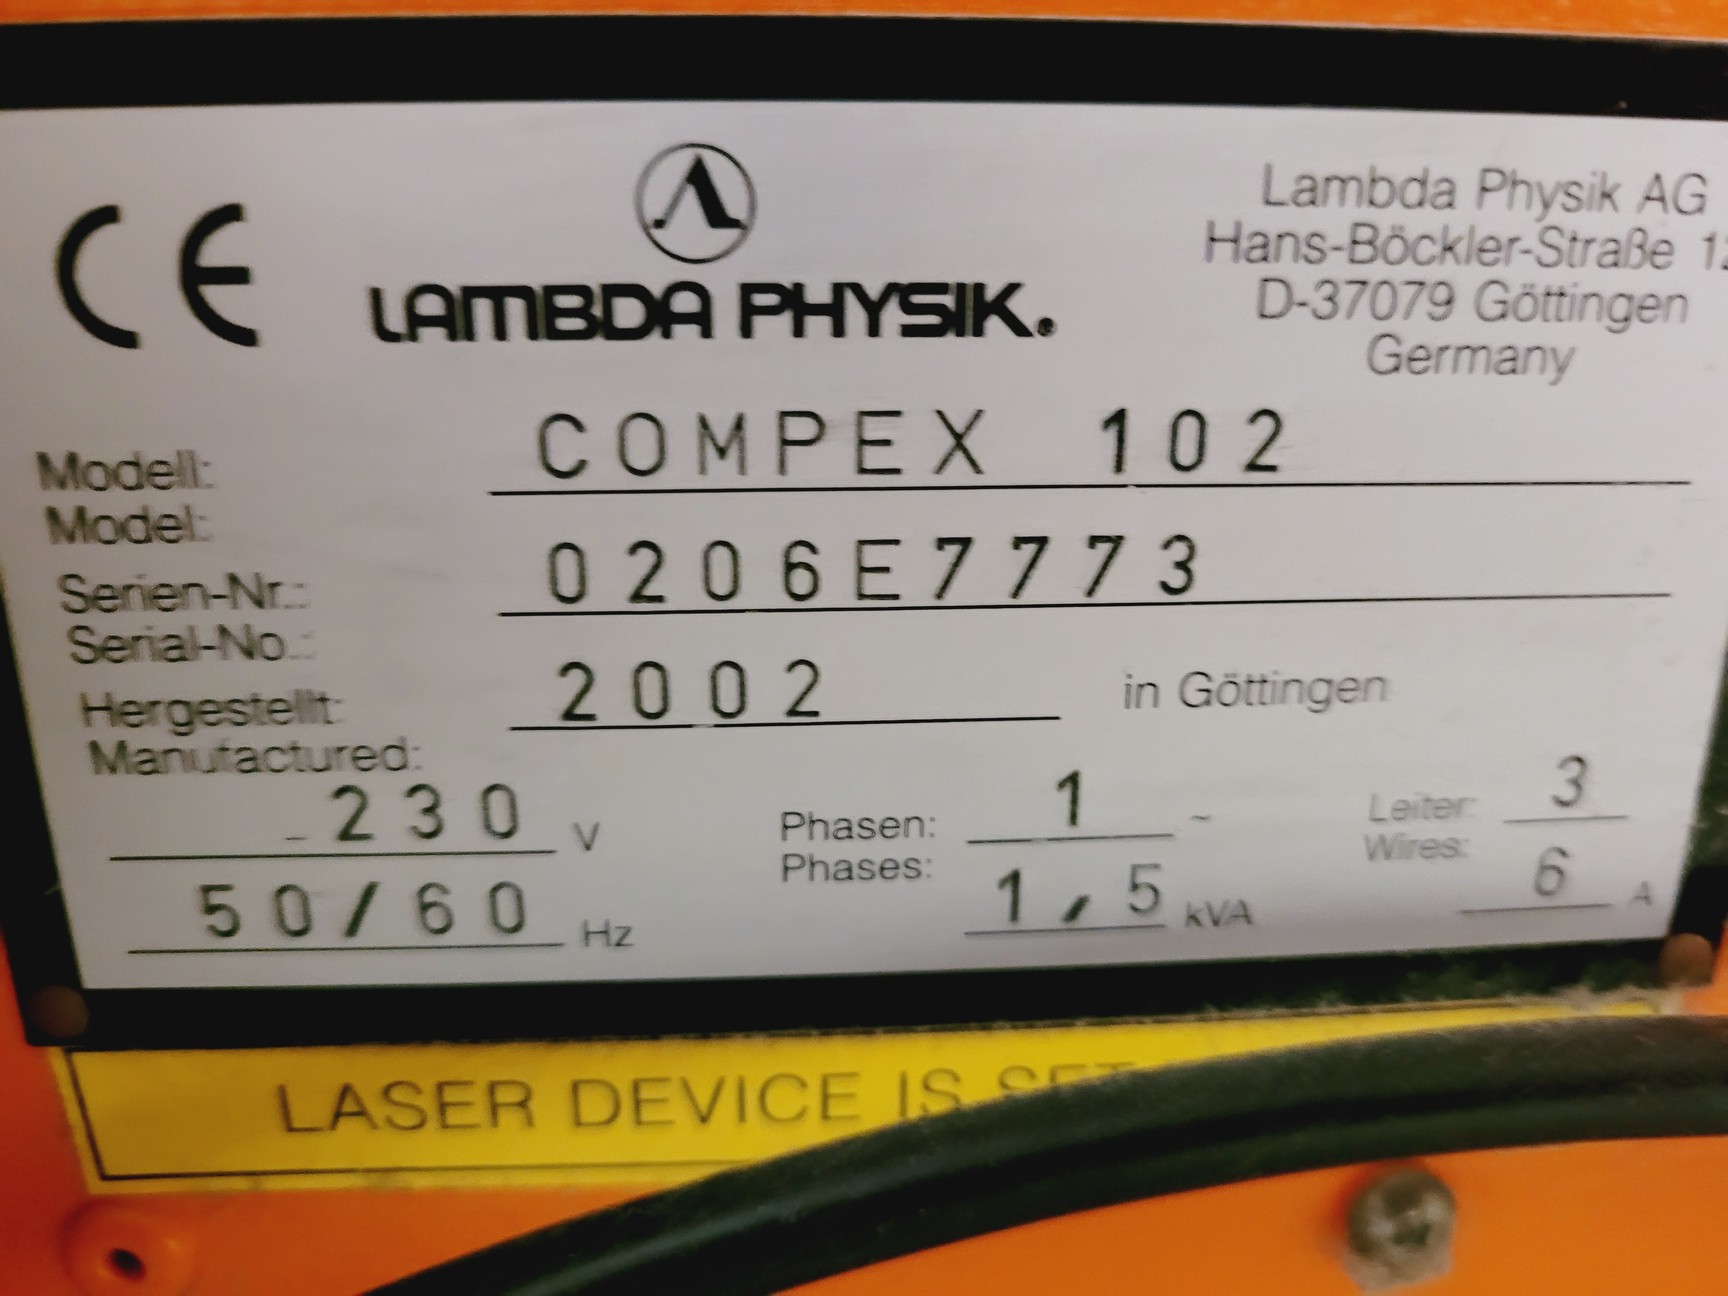 CE
LAMBDA PHYSIK®
Lambda Physik AG
Hans-Böckler-Straße
D-37079 Göttingen
Germany
Modell: COMPEX 102
Model:
Serien-Nr.: 0206E7773
Serial-No.:
Hergestellt: 2002 in Göttingen
Manufactured:
230 V Phasen: 1 ~ Leiter: 3
Phases: Wires:
50/60 Hz 1,5 kVA 6 A
LASER DEVICE IS SET